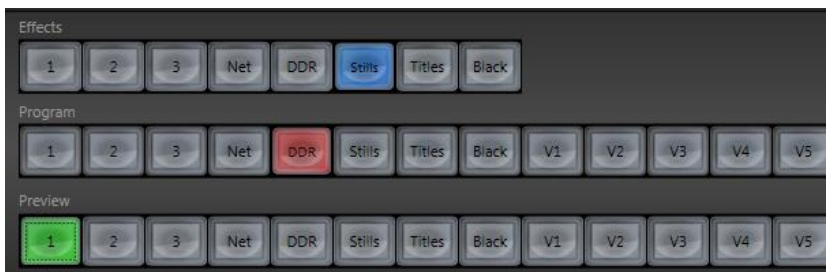 Effects
1 2 3 Net DDR Stills Titles Black
Program
1 2 3 Net DDR Stills Titles Black V1 V2 V3 V4 V5
Preview
1 2 3 Net DDR Stills Titles Black V1 V2 V3 V4 V5